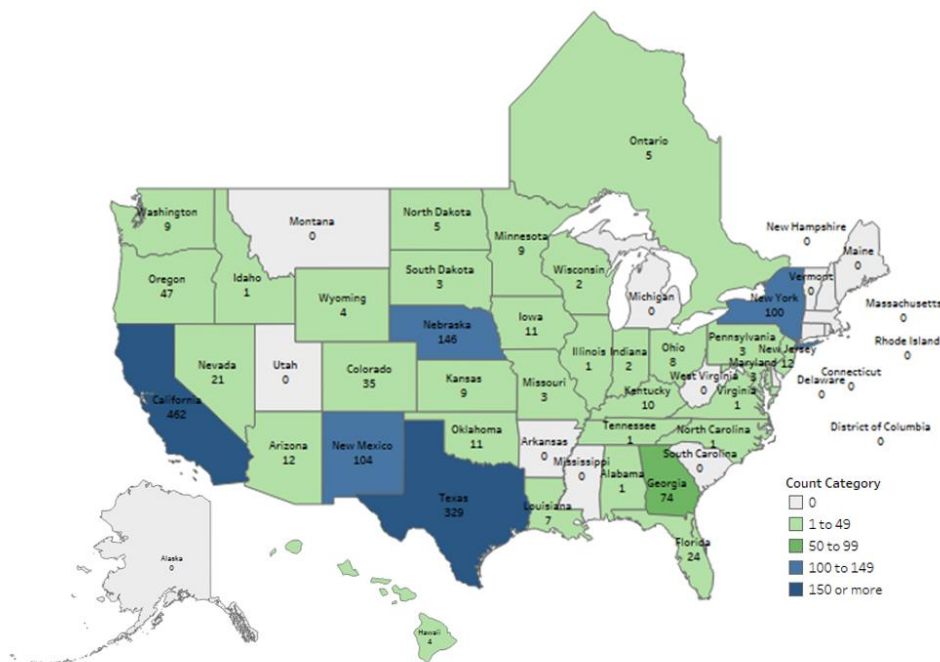 Ontario
5
New Hampshire
0
Washington
9
Montana
0
North Dakota
5
Minnesota
9
Maine
0
Vermont
0
Oregon
47
Idaho
1
South Dakota
3
Wisconsin
2
Michigan
0
New York
100
Massachusetts
0
Wyoming
4
Nebraska
146
Iowa
11
Rhode Island
0
Pennsylvania
3
New Jersey
12
Connecticut
0
Nevada
21
Utah
0
Colorado
35
Illinois
1
Indiana
2
Ohio
8
Maryland
3
Delaware
0
California
462
Kansas
9
Missouri
3
Kentucky
10
West Virginia
0
Virginia
1
District of Columbia
0
Arizona
12
New Mexico
104
Oklahoma
11
Arkansas
0
Tennessee
1
North Carolina
1
South Carolina
0
Mississippi
0
Alabama
1
Georgia
74
Texas
329
Louisiana
7
Florida
24
Count Category
0
1 to 49
50 to 99
100 to 149
150 or more
Alaska
0
Hawaii
4